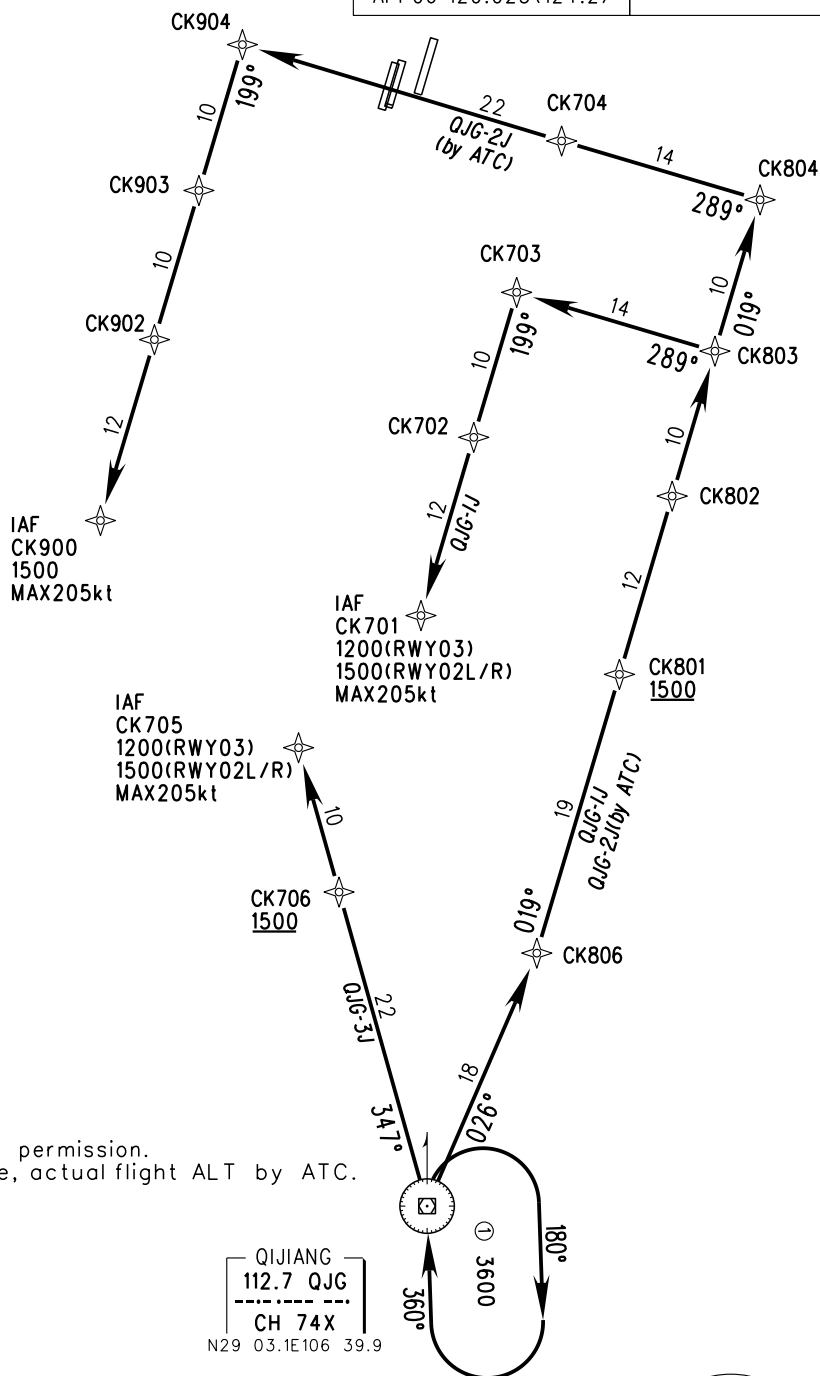 CK904
199°
10
22
QJG-2J
(by ATC)
CK704
14
CK804
289°
CK903
10
CK703
10
019°
14
289°
CK803
199°
CK902
10
12
CK702
10
CK802
IAF
CK900
1500
MAX205kt
12
QJG-1J
12
IAF
CK701
1200(RWY03)
1500(RWY02L/R)
MAX205kt
CK801
1500
IAF
CK705
1200(RWY03)
1500(RWY02L/R)
MAX205kt
10
19
QJG-1J
QJG-2J(by ATC)
CK706
1500
019°
CK806
22
QJG-3J
18
347°
026°
permission.
e, actual flight ALT by ATC.
① 3600
180°
360°
QIJIANG
112.7 QJG
CH 74X
N29 03.1E106 39.9